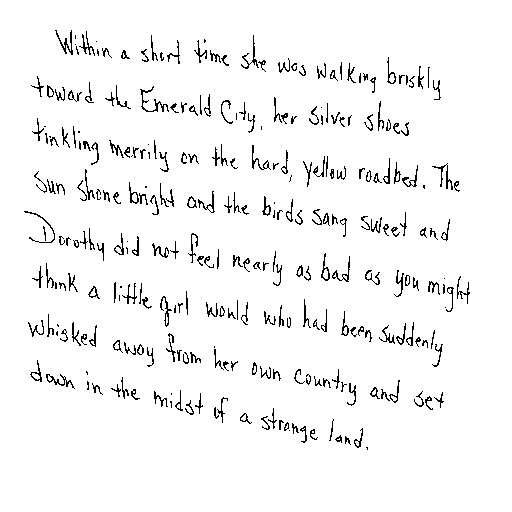 Within a short time she was walking briskly
toward the Emerald City, her silver shoes
tinkling merrily on the hard, yellow roadbed. The
sun shone bright and the birds sang sweet and
Dorothy did not feel nearly as bad as you might
think a little girl would who had been suddenly
whisked away from her own country and set
down in the midst of a strange land.